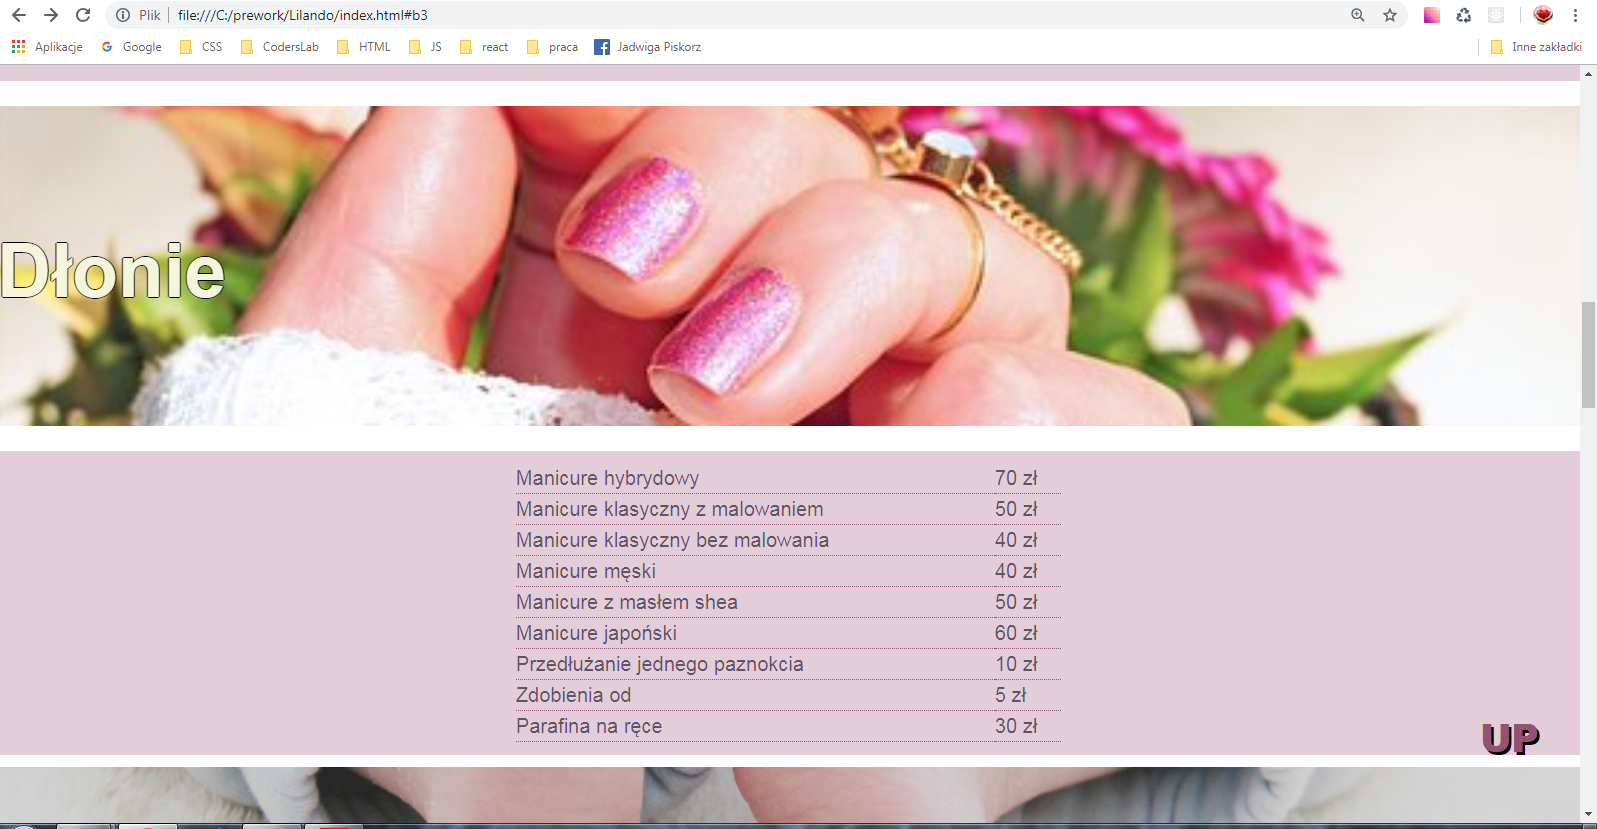 Plik file:///C:/prework/Lilando/index.html#b3
Aplikacje Google CSS CodersLab HTML JS react praca Jadwiga Piskorz Inne zakładki
Dłonie
Manicure hybrydowy 70 zł
Manicure klasyczny z malowaniem 50 zł
Manicure klasyczny bez malowania 40 zł
Manicure męski 40 zł
Manicure z masłem shea 50 zł
Manicure japoński 60 zł
Przedłużanie jednego paznokcia 10 zł
Zdobienia od 5 zł
Parafina na ręce 30 zł
UP